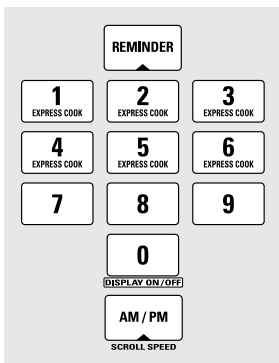 REMINDER
1 2 3
EXPRESS COOK EXPRESS COOK EXPRESS COOK
4 5 6
EXPRESS COOK EXPRESS COOK EXPRESS COOK
7 8 9
0
DISPLAY ON/OFF
AM / PM
SCROLL SPEED